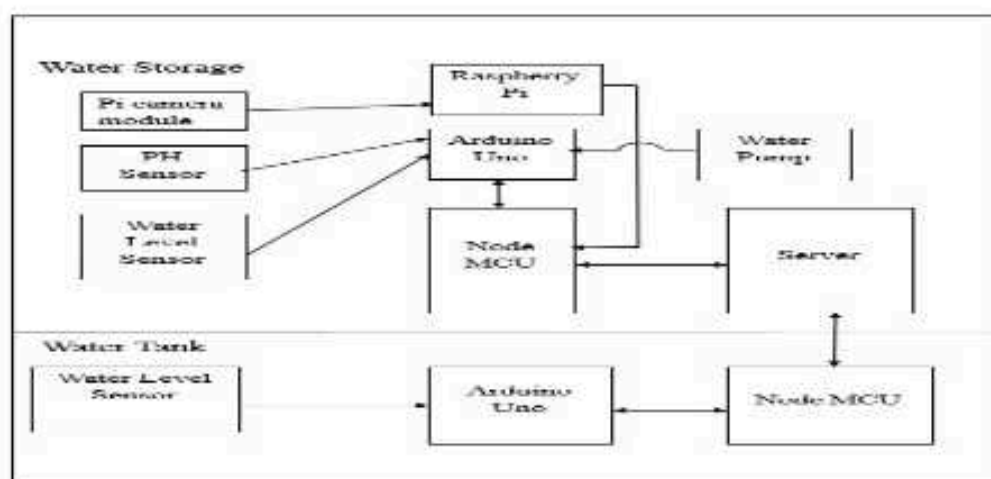 Water Storage
Raspberry
Pi
Pi camera
module
Arduino
Uno
Water
Pump
PH
Sensor
Water
Level
Sensor
Node
MCU
Server
Water Tank
Water Level
Sensor
Arduino
Uno
Node MCU